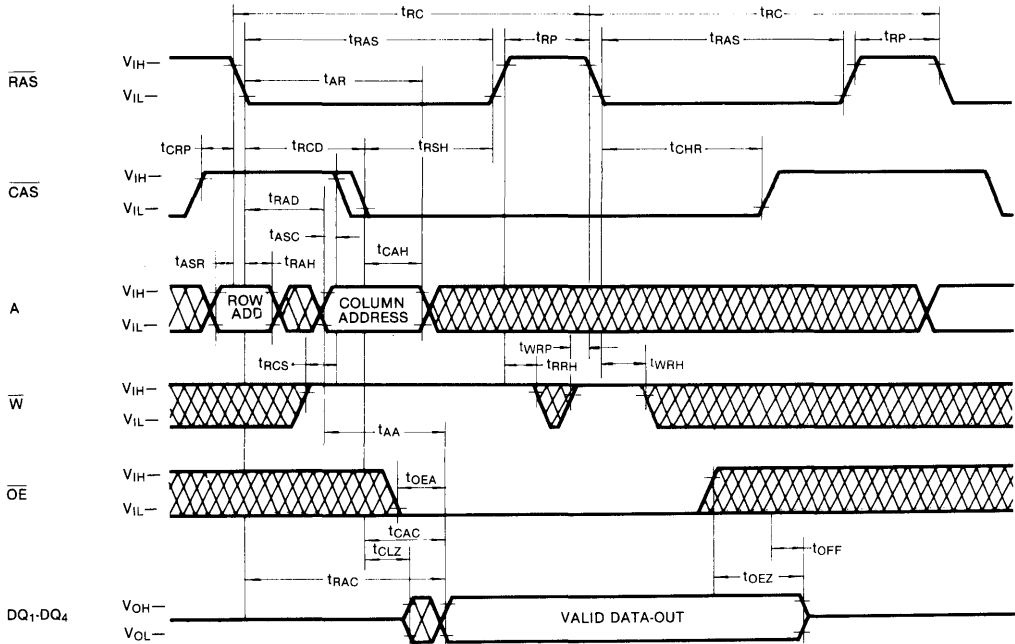 tRC tRC
tRAS tRP tRAS tRP
RAS VIH
tAR
VIL
tCRP tRCD tRSH tCHR
CAS VIH
VIL
tRAD
tASC
tCAH
tASR tRAH
A VIH
ROW ADD COLUMN ADDRESS
VIL
tWRP
tRCS tRRH tWRH
W VIH
VIL
tAA
OE VIH
tOEA
VIL
tCAC
tCLZ tOFF
tRAC tOEZ
DQ1-DQ4 VOH
VALID DATA-OUT
VOL